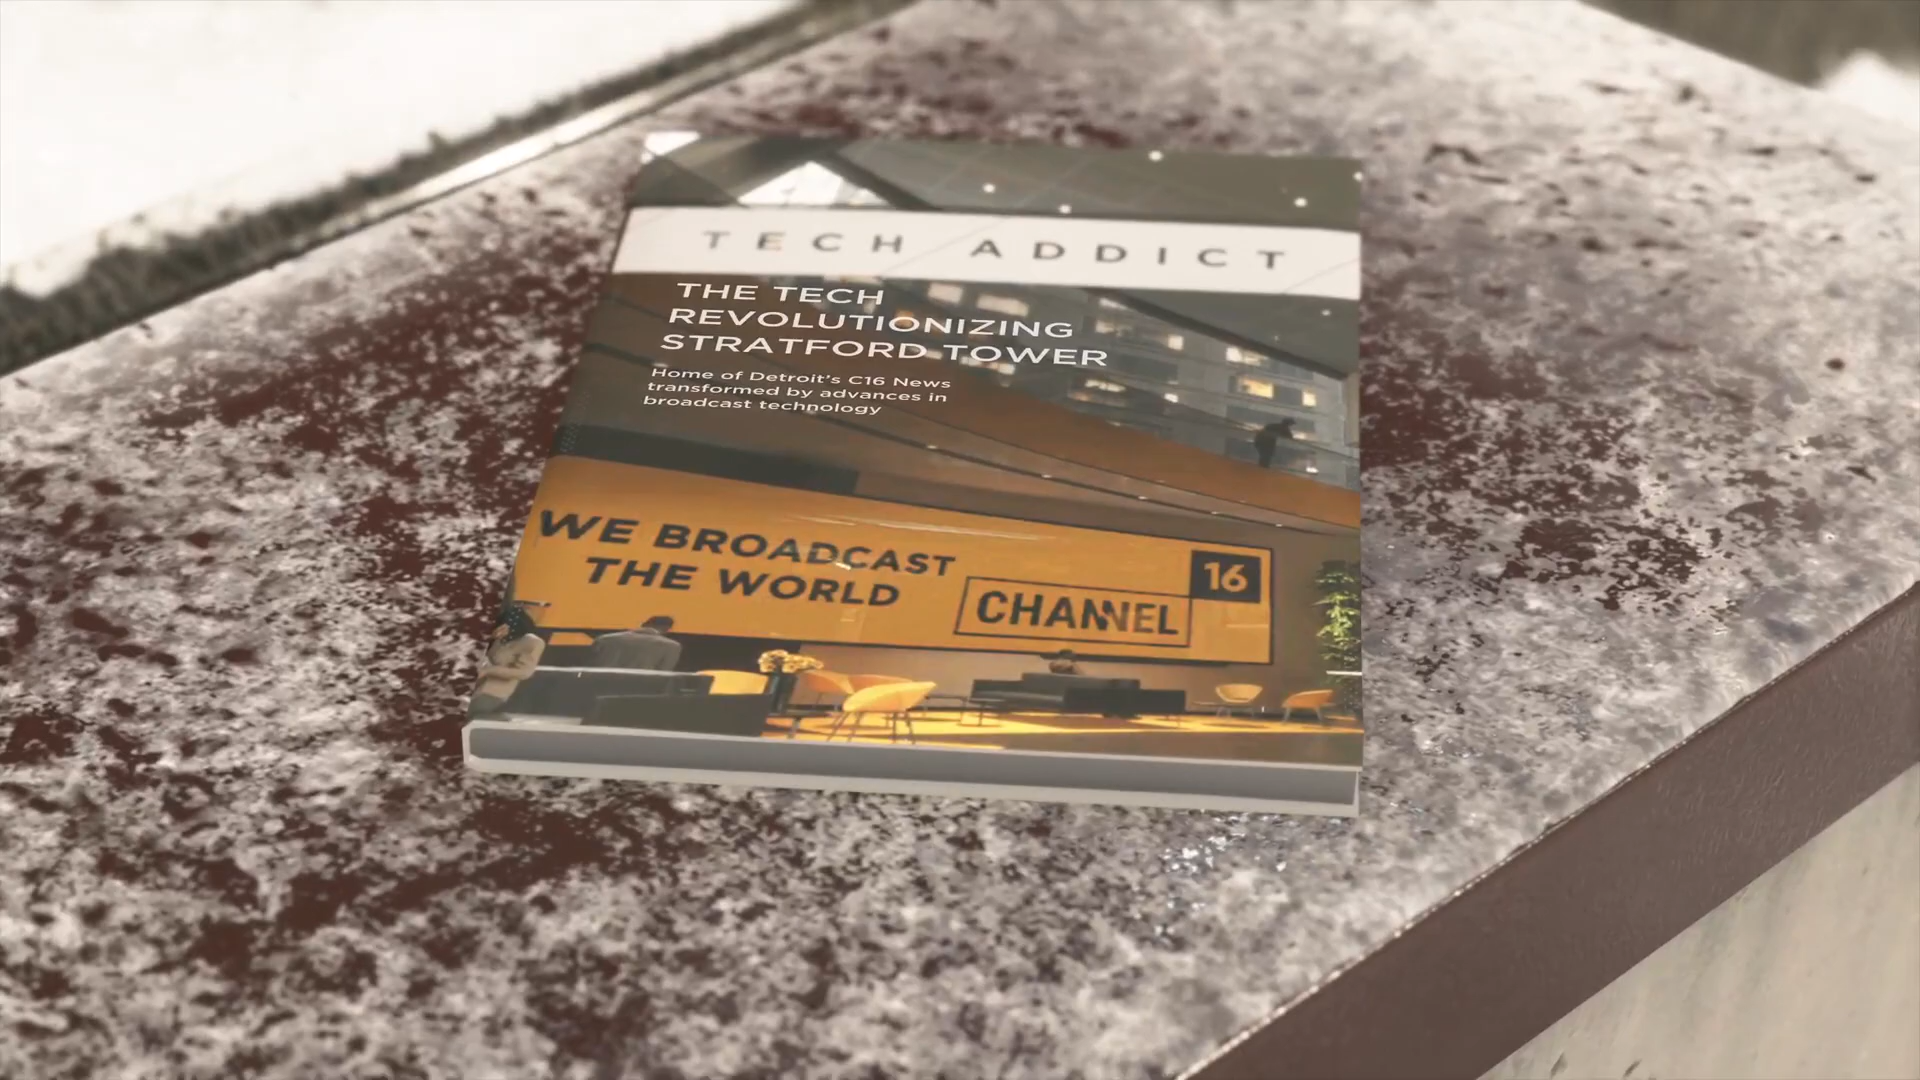 TECH ADDICT
THE TECH
REVOLUTIONIZING
STRATFORD TOWER
Home of Detroit's C16 News
transformed by advances in
broadcast technology
WE BROADCAST
THE WORLD
16
CHANNEL